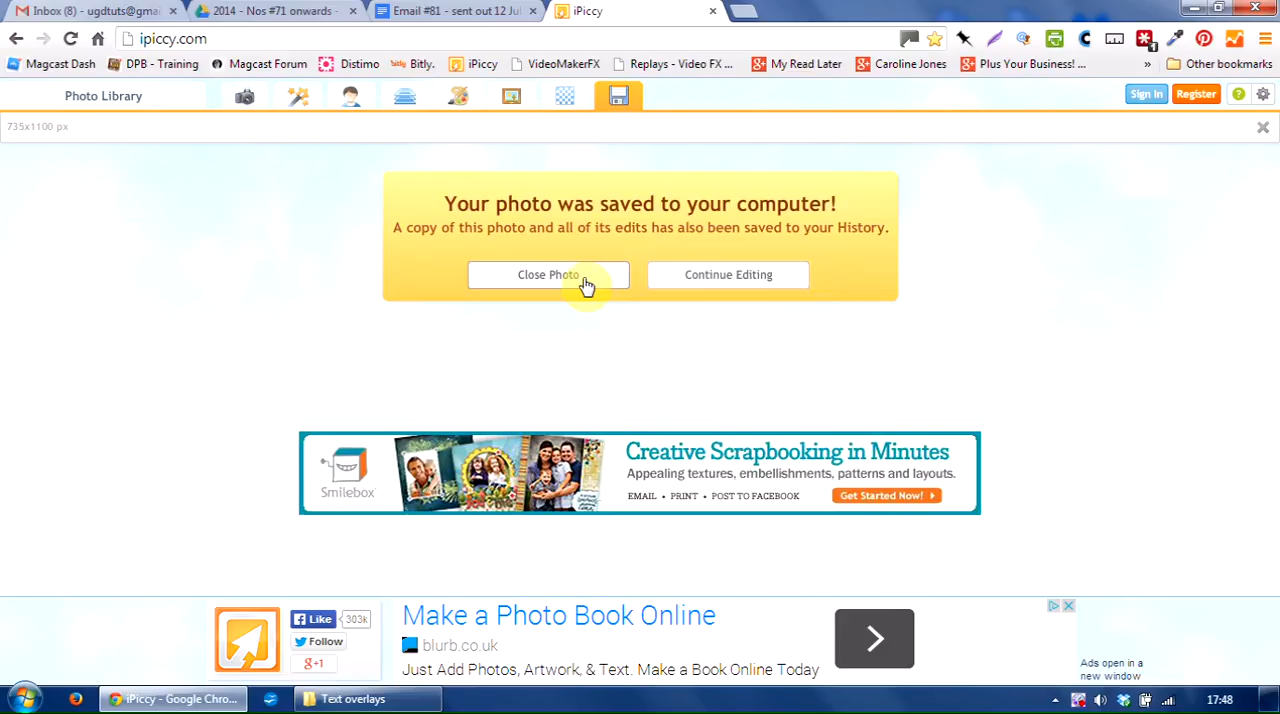 Inbox (8) - ugdtuts@gmai
2014 - Nos #71 onwards -
Email #81 - sent out 12 Jul
iPiccy
ipiccy.com
Magcast Dash
DPB - Training
Magcast Forum
Distimo
bitly Bitly.
iPiccy
VideoMakerFX
Replays - Video FX ...
My Read Later
Caroline Jones
Plus Your Business! ...
»
Other bookmarks
Photo Library
Sign In
Register
735x1100 px
Your photo was saved to your computer!
A copy of this photo and all of its edits has also been saved to your History.
Close Photo
Continue Editing
Smilebox
Creative Scrapbooking in Minutes
Appealing textures, embellishments, patterns and layouts.
EMAIL • PRINT • POST TO FACEBOOK
Get Started Now!
Like
303k
Follow
g+1
Make a Photo Book Online
blurb.co.uk
Just Add Photos, Artwork, & Text. Make a Book Online Today
Ads open in a
new window
iPiccy - Google Chro...
Text overlays
17:48